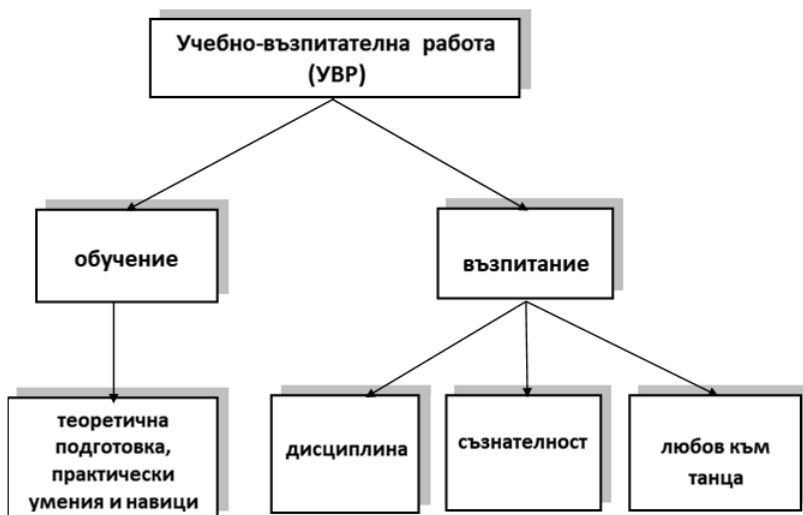 Учебно-възпитателна работа
(УВР)
обучение
възпитание
теоретична
подготовка,
практически
умения и навици
дисциплина
съзнателност
любов към
танца